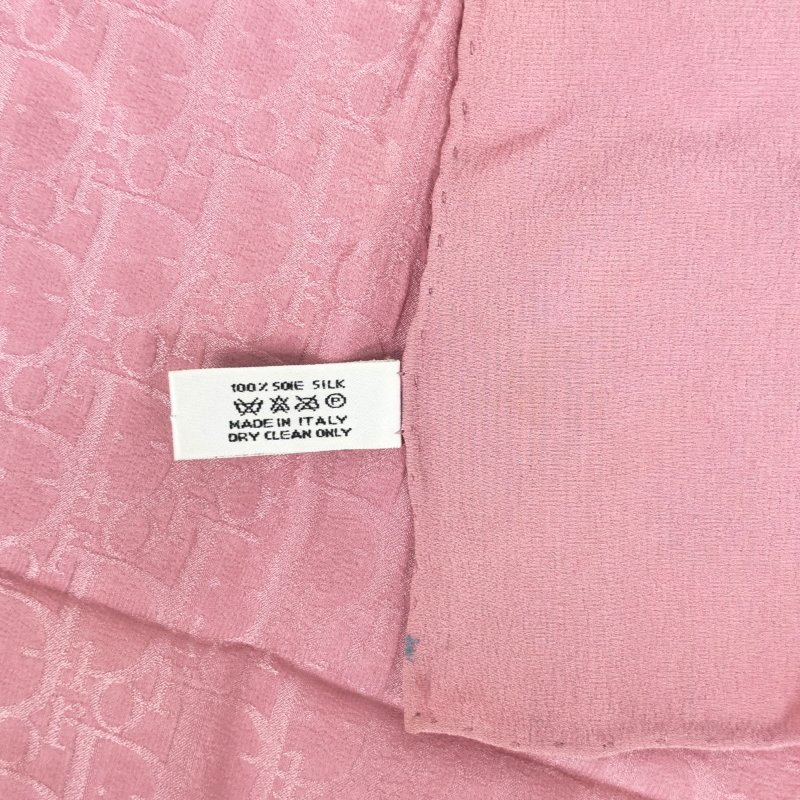 100% SOIE SILK
P
MADE IN ITALY
DRY CLEAN ONLY